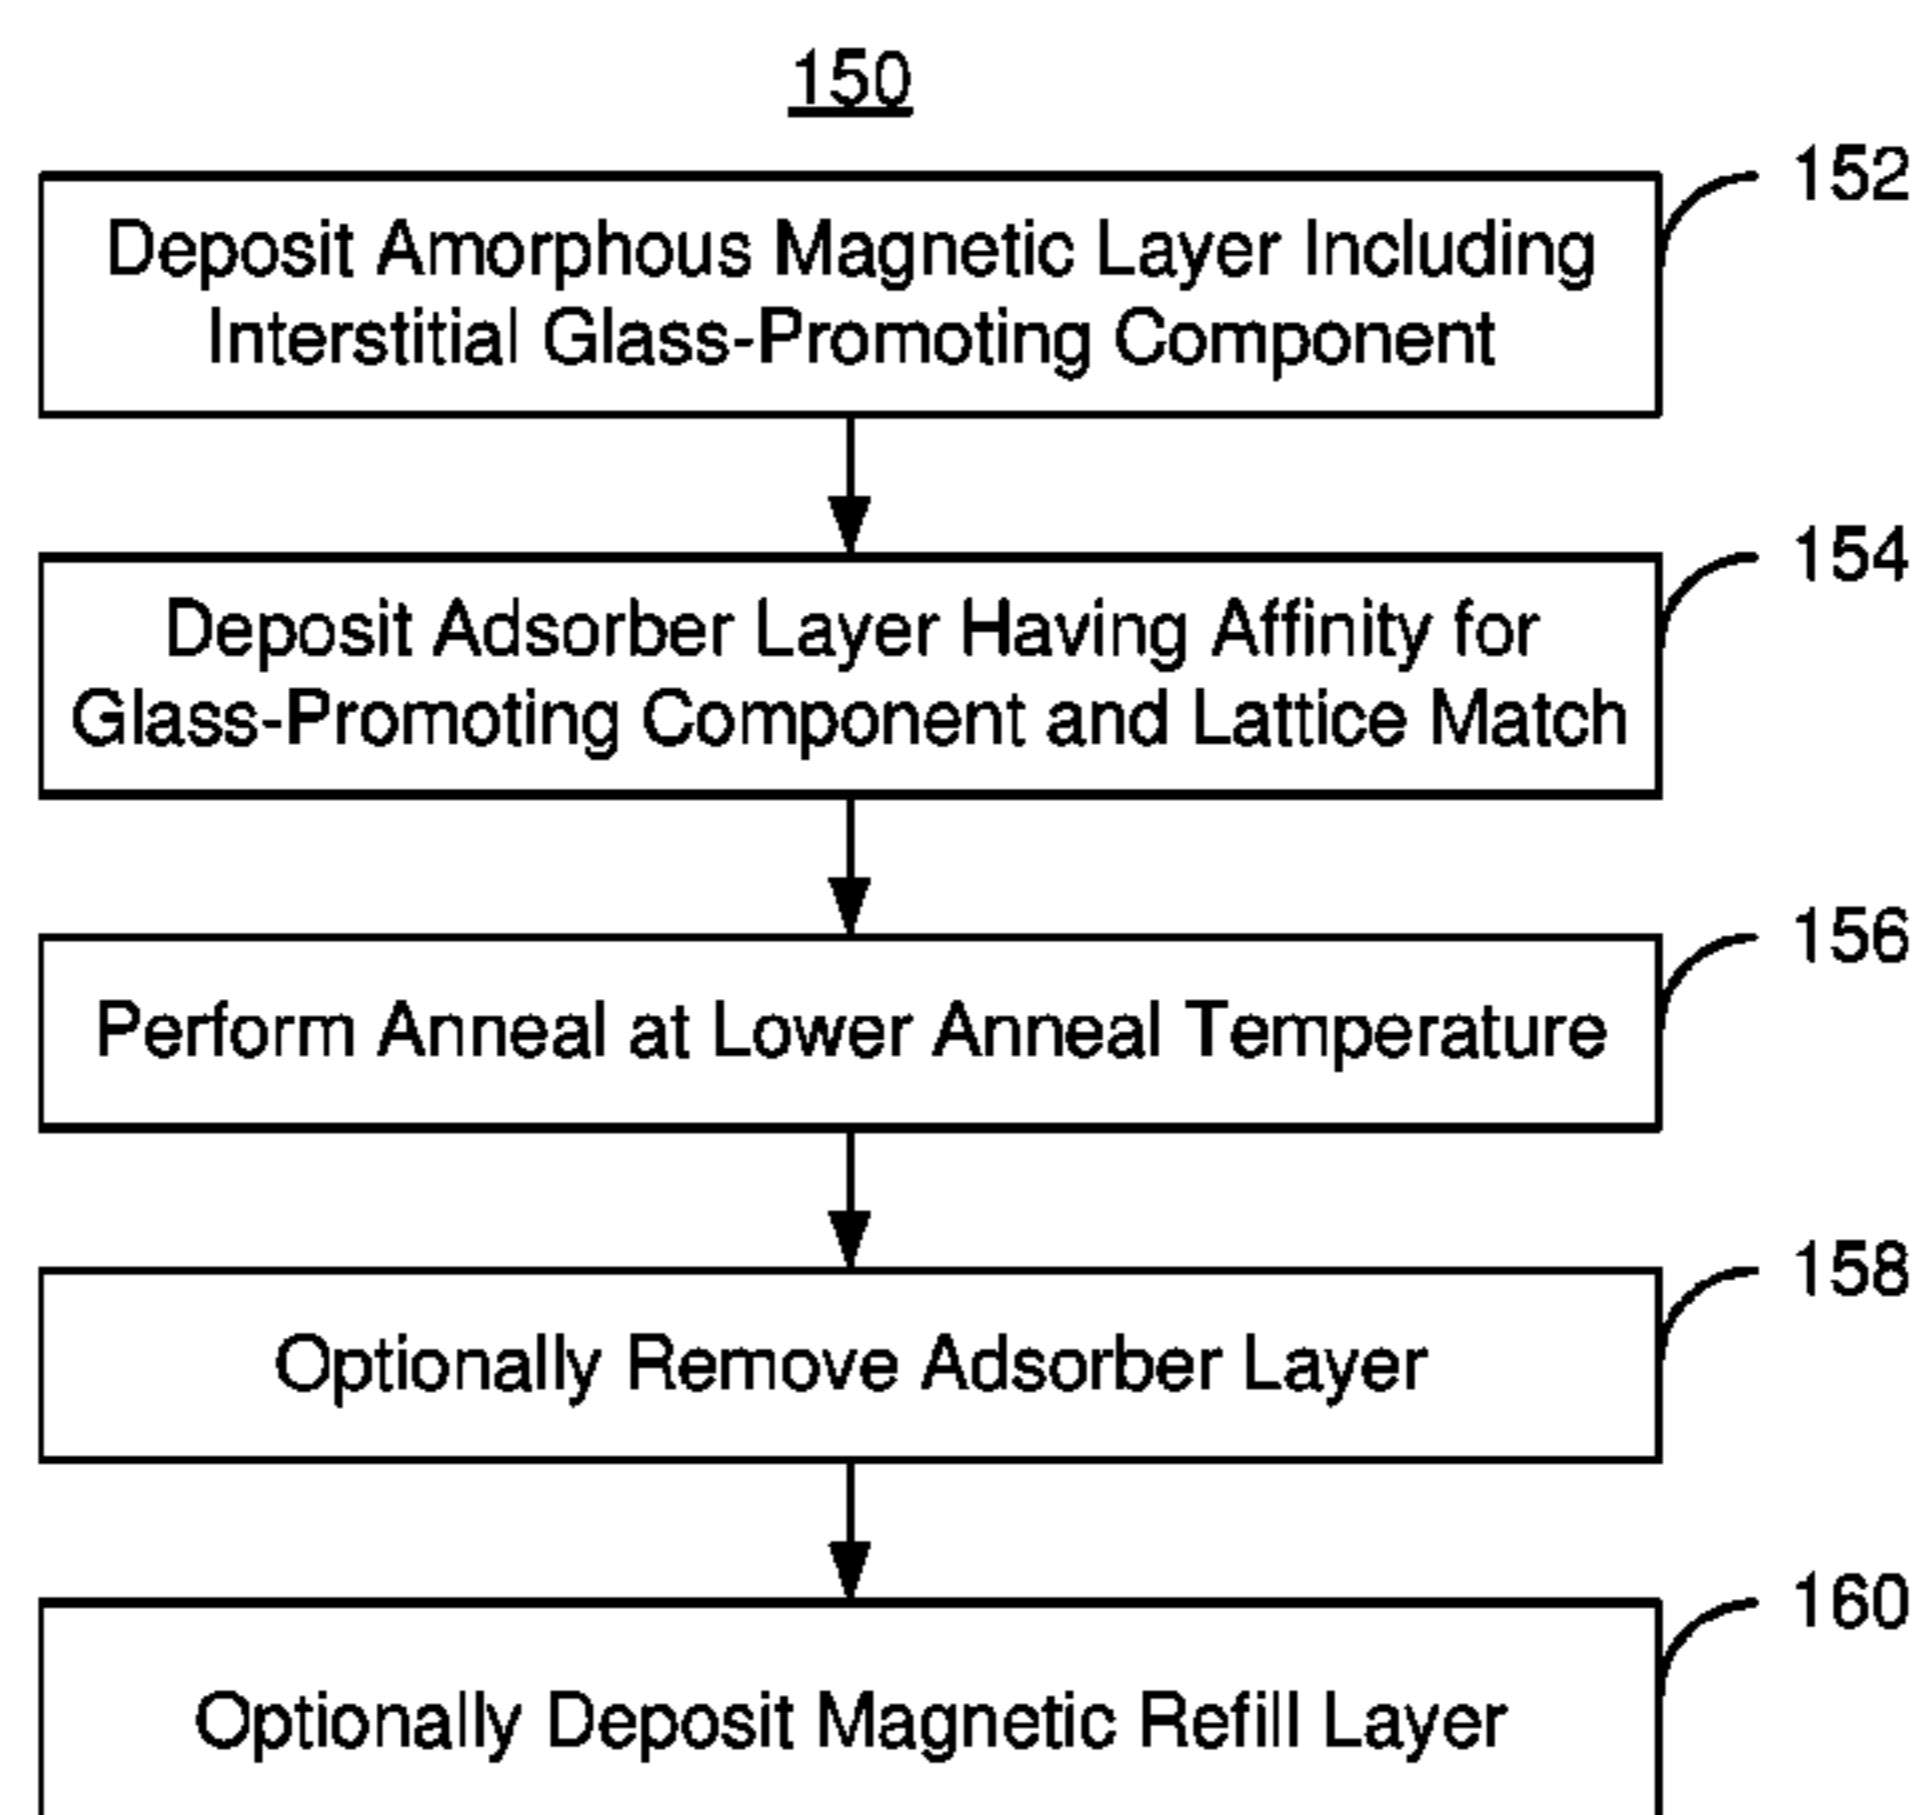 150
152
Deposit Amorphous Magnetic Layer Including
Interstitial Glass-Promoting Component
154
Deposit Adsorber Layer Having Affinity for
Glass-Promoting Component and Lattice Match
156
Perform Anneal at Lower Anneal Temperature
158
Optionally Remove Adsorber Layer
160
Optionally Deposit Magnetic Refill Layer